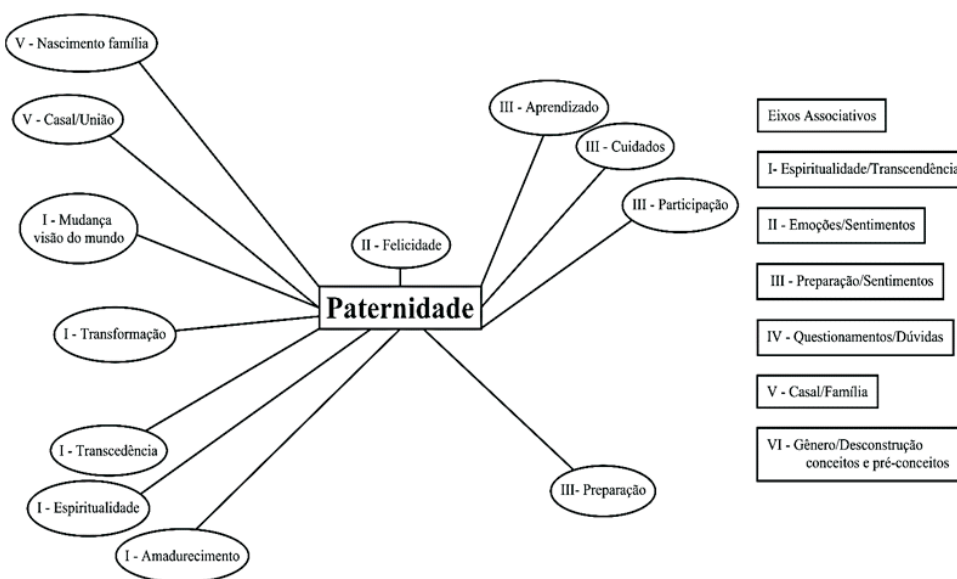 V - Nascimento família
V - Casal/União
I - Mudança
visão do mundo
I - Transformação
I - Transcedência
I - Espiritualidade
I - Amadurecimento
II - Felicidade
Paternidade
III - Aprendizado
III - Cuidados
III - Participação
III- Preparação
Eixos Associativos
I- Espiritualidade/Transcendência
II - Emoções/Sentimentos
III - Preparação/Sentimentos
IV - Questionamentos/Dúvidas
V - Casal/Família
VI - Gênero/Desconstrução
conceitos e pré-conceitos